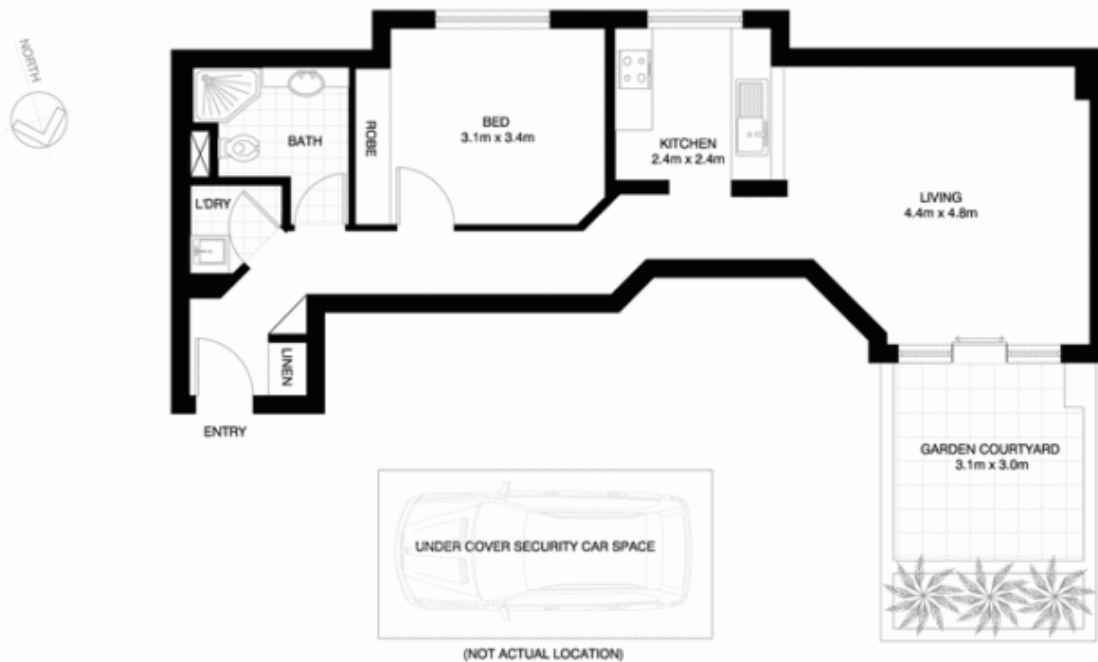 NORTH
BATH
ROBE
BED
3.1m x 3.4m
KITCHEN
2.4m x 2.4m
L'DRY
LIVING
4.4m x 4.8m
LINEN
ENTRY
GARDEN COURTYARD
3.1m x 3.0m
UNDER COVER SECURITY CAR SPACE
(NOT ACTUAL LOCATION)